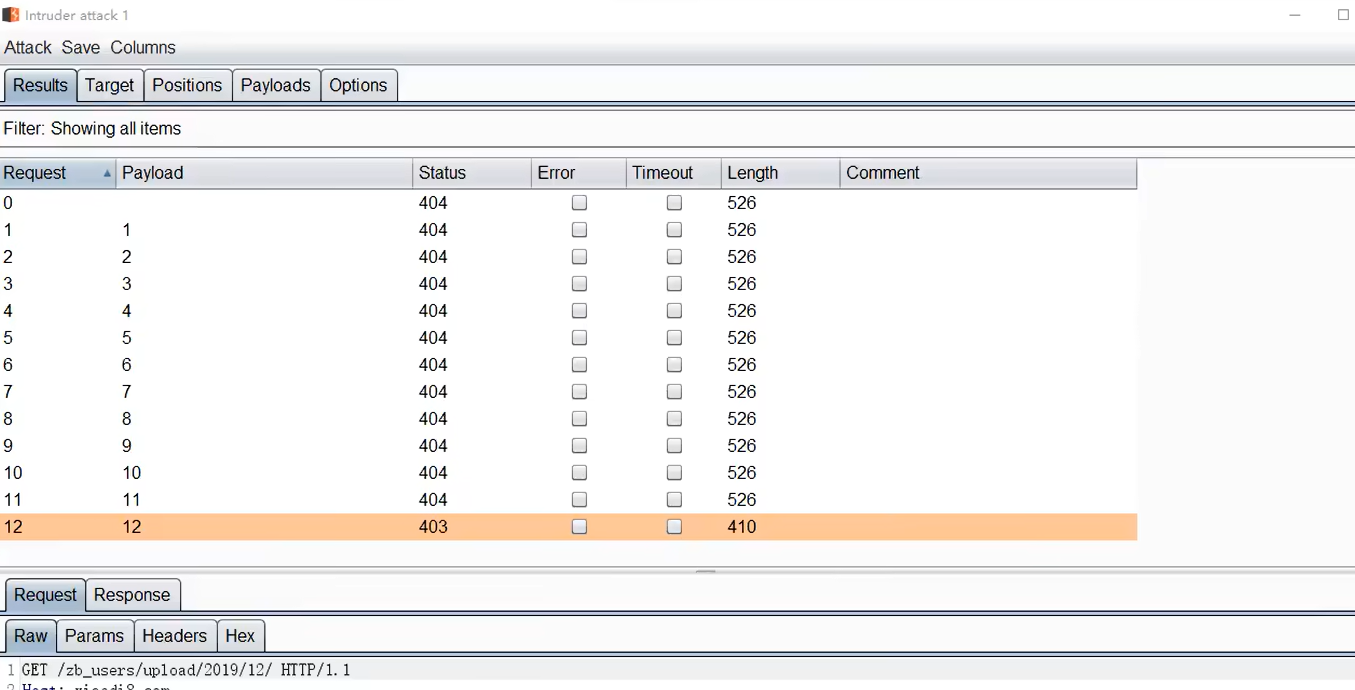 Intruder attack 1
Attack Save Columns
Results Target Positions Payloads Options
Filter: Showing all items
Request Payload Status Error Timeout Length Comment
0 404 526
1 1 404 526
2 2 404 526
3 3 404 526
4 4 404 526
5 5 404 526
6 6 404 526
7 7 404 526
8 8 404 526
9 9 404 526
10 10 404 526
11 11 404 526
12 12 403 410
Request Response
Raw Params Headers Hex
1 GET /zb_users/upload/2019/12/ HTTP/1.1
2 Host: